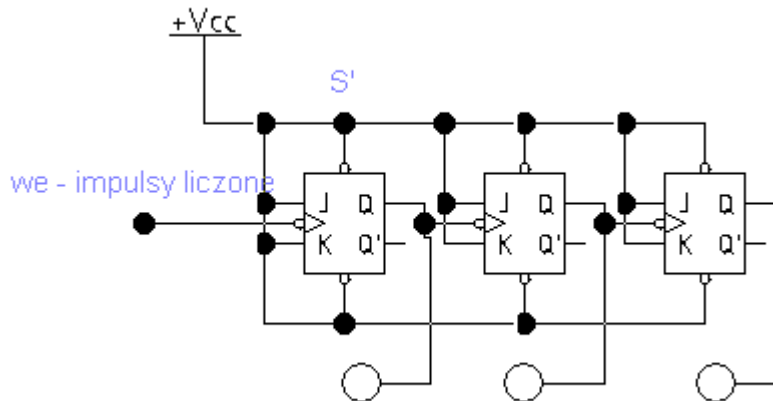 +Vcc
S'
we - impulsy liczone
J Q J Q J Q
K Q' K Q' K Q'